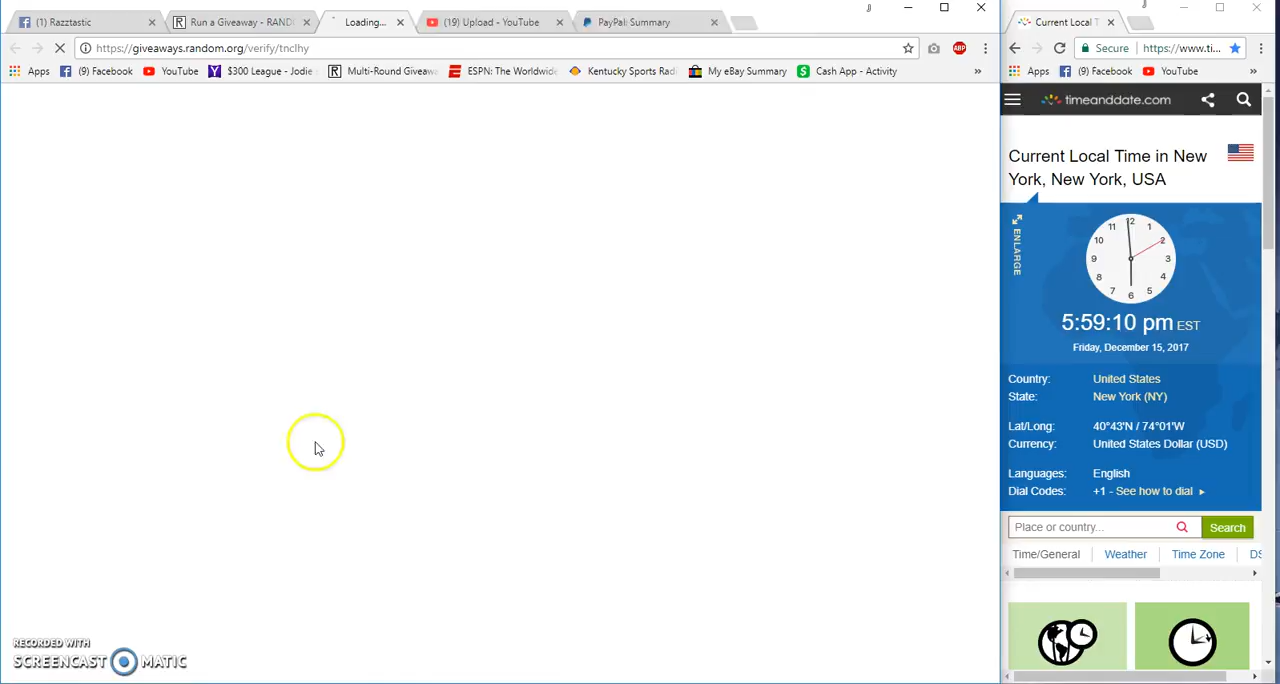 (1) Razztastic
Run a Giveaway - RAND
Loading...
(19) Upload - YouTube
PayPal: Summary
https://giveaways.random.org/verify/tnclhy
Apps
(9) Facebook
YouTube
$300 League - Jodie
Multi-Round Giveawa
ESPN: The Worldwide
Kentucky Sports Radi
My eBay Summary
Cash App - Activity
»
ABP
Current Local T
Secure
https://www.ti...
Apps
(9) Facebook
YouTube
»
timeanddate.com
Current Local Time in New
York, New York, USA
ENLARGE
12
1
2
3
4
5
6
7
8
9
10
11
5:59:10 pm EST
Friday, December 15, 2017
Country: United States
State: New York (NY)
Lat/Long: 40°43'N / 74°01'W
Currency: United States Dollar (USD)
Languages: English
Dial Codes: +1 - See how to dial
Place or country...
Search
Time/General Weather Time Zone DS
RECORDED WITH
SCREENCAST MATIC